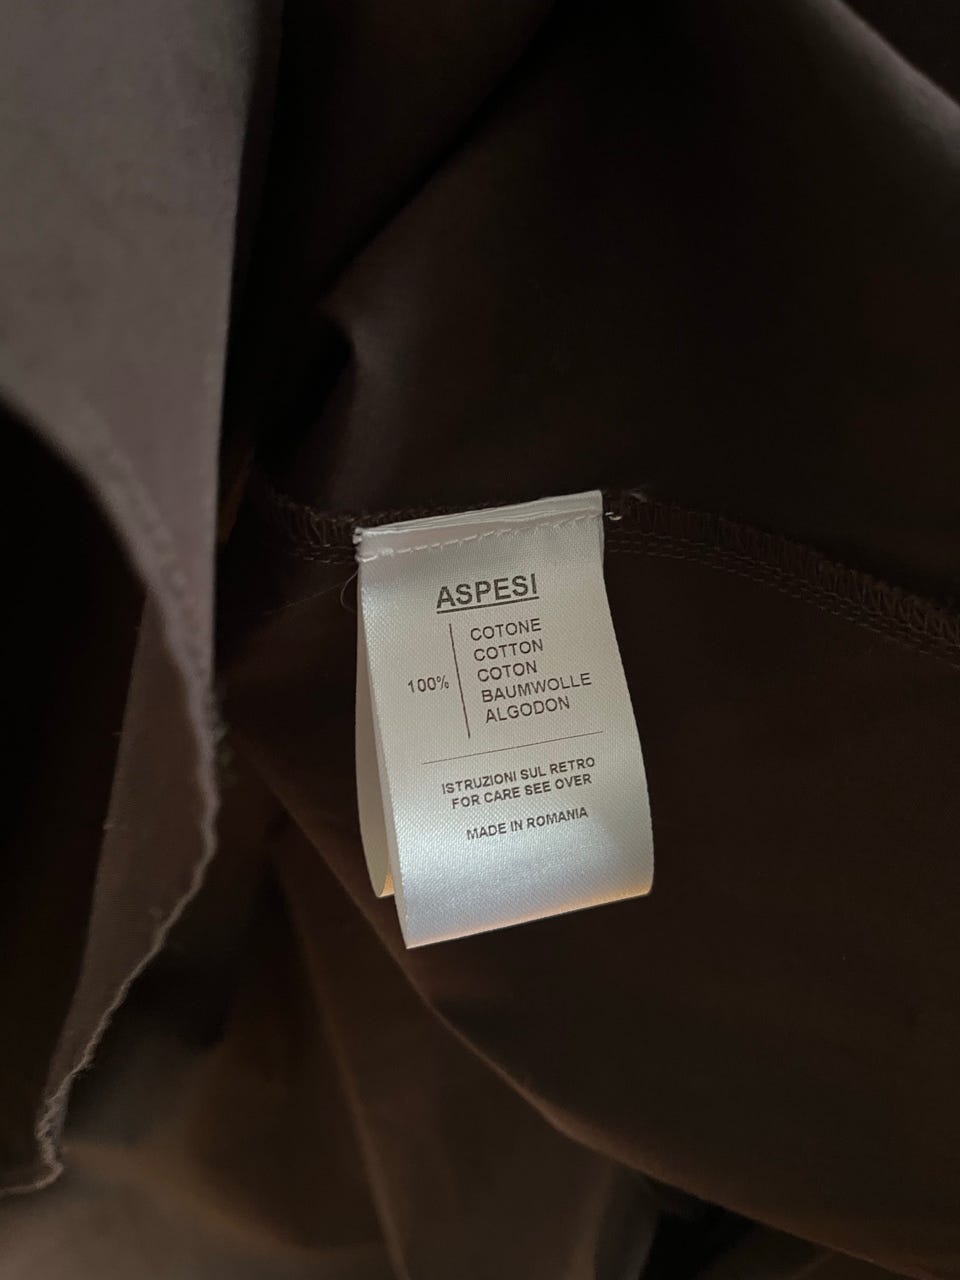 ASPESI
100%
COTONE
COTTON
COTON
BAUMWOLLE
ALGODON
ISTRUZIONI SUL RETRO
FOR CARE SEE OVER
MADE IN ROMANIA